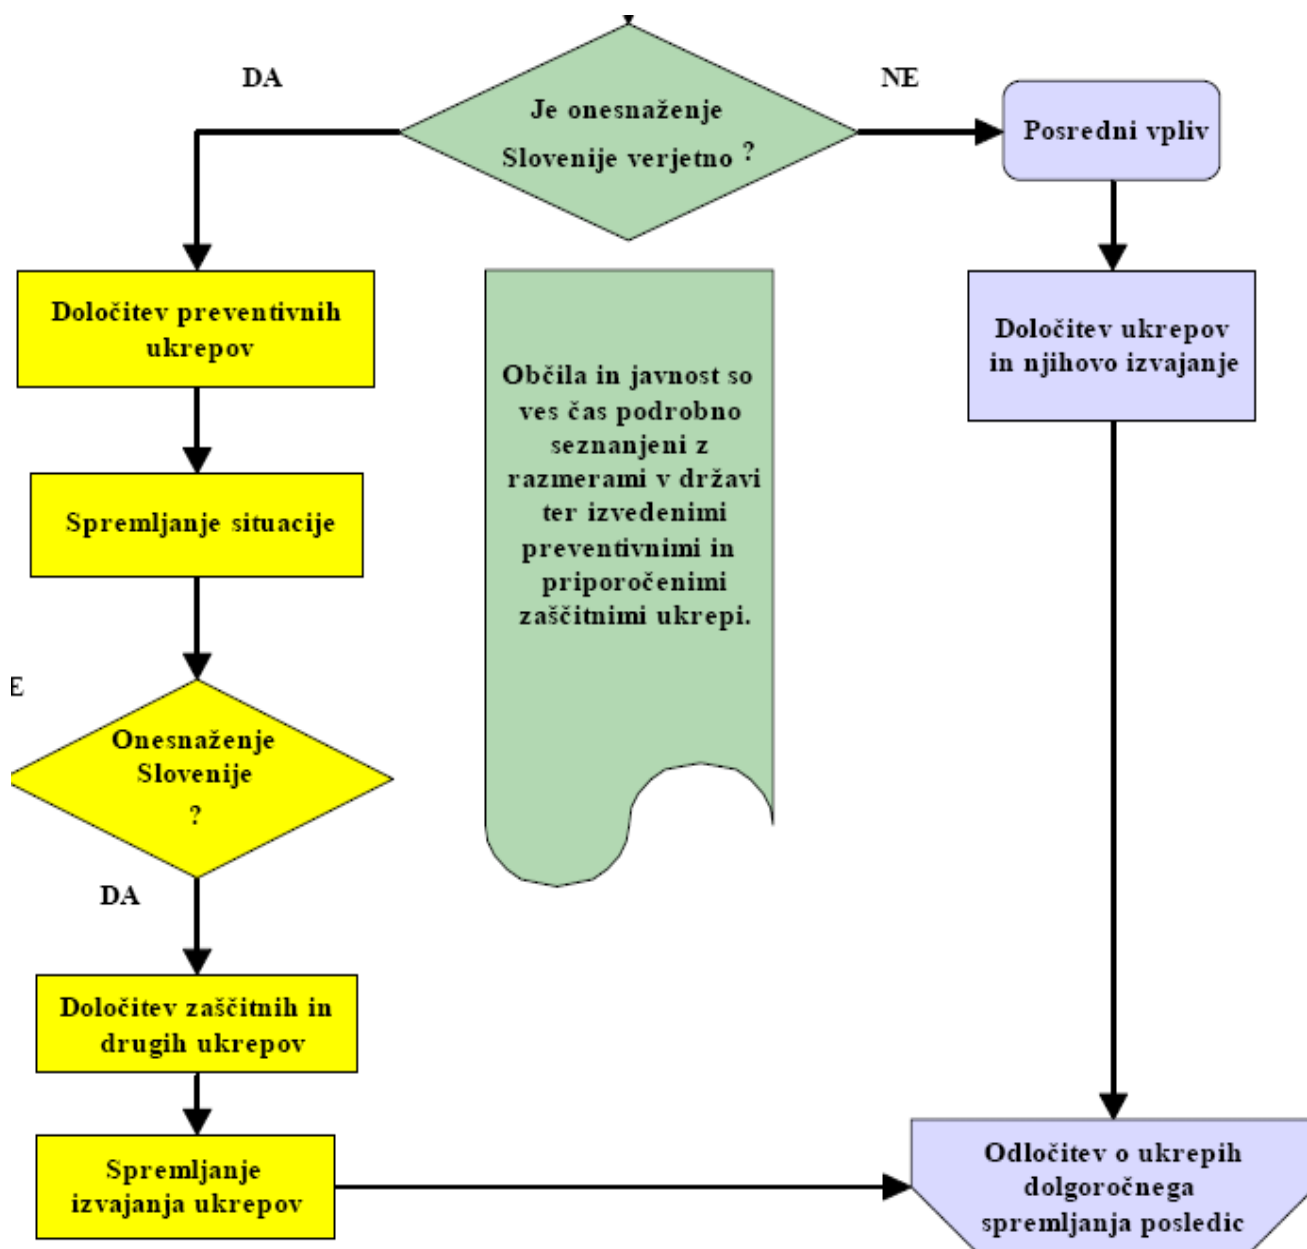 DA
NE
Je onesnaženje
Slovenije verjetno ?
Posredni vpliv
Določitev preventivnih
ukrepov
Določitev ukrepov
in njihovo izvajanje
Občila in javnost so
ves čas podrobno
seznanjeni z
razmerami v državi
ter izvedenimi
preventivnimi in
priporočenimi
zaščitnimi ukrepi.
Spremljanje situacije
E
Onesnaženje
Slovenije
?
DA
Določitev zaščitnih in
drugih ukrepov
Spremljanje
izvajanja ukrepov
Odločitev o ukrepih
dolgoročnega
spremljanja posledic